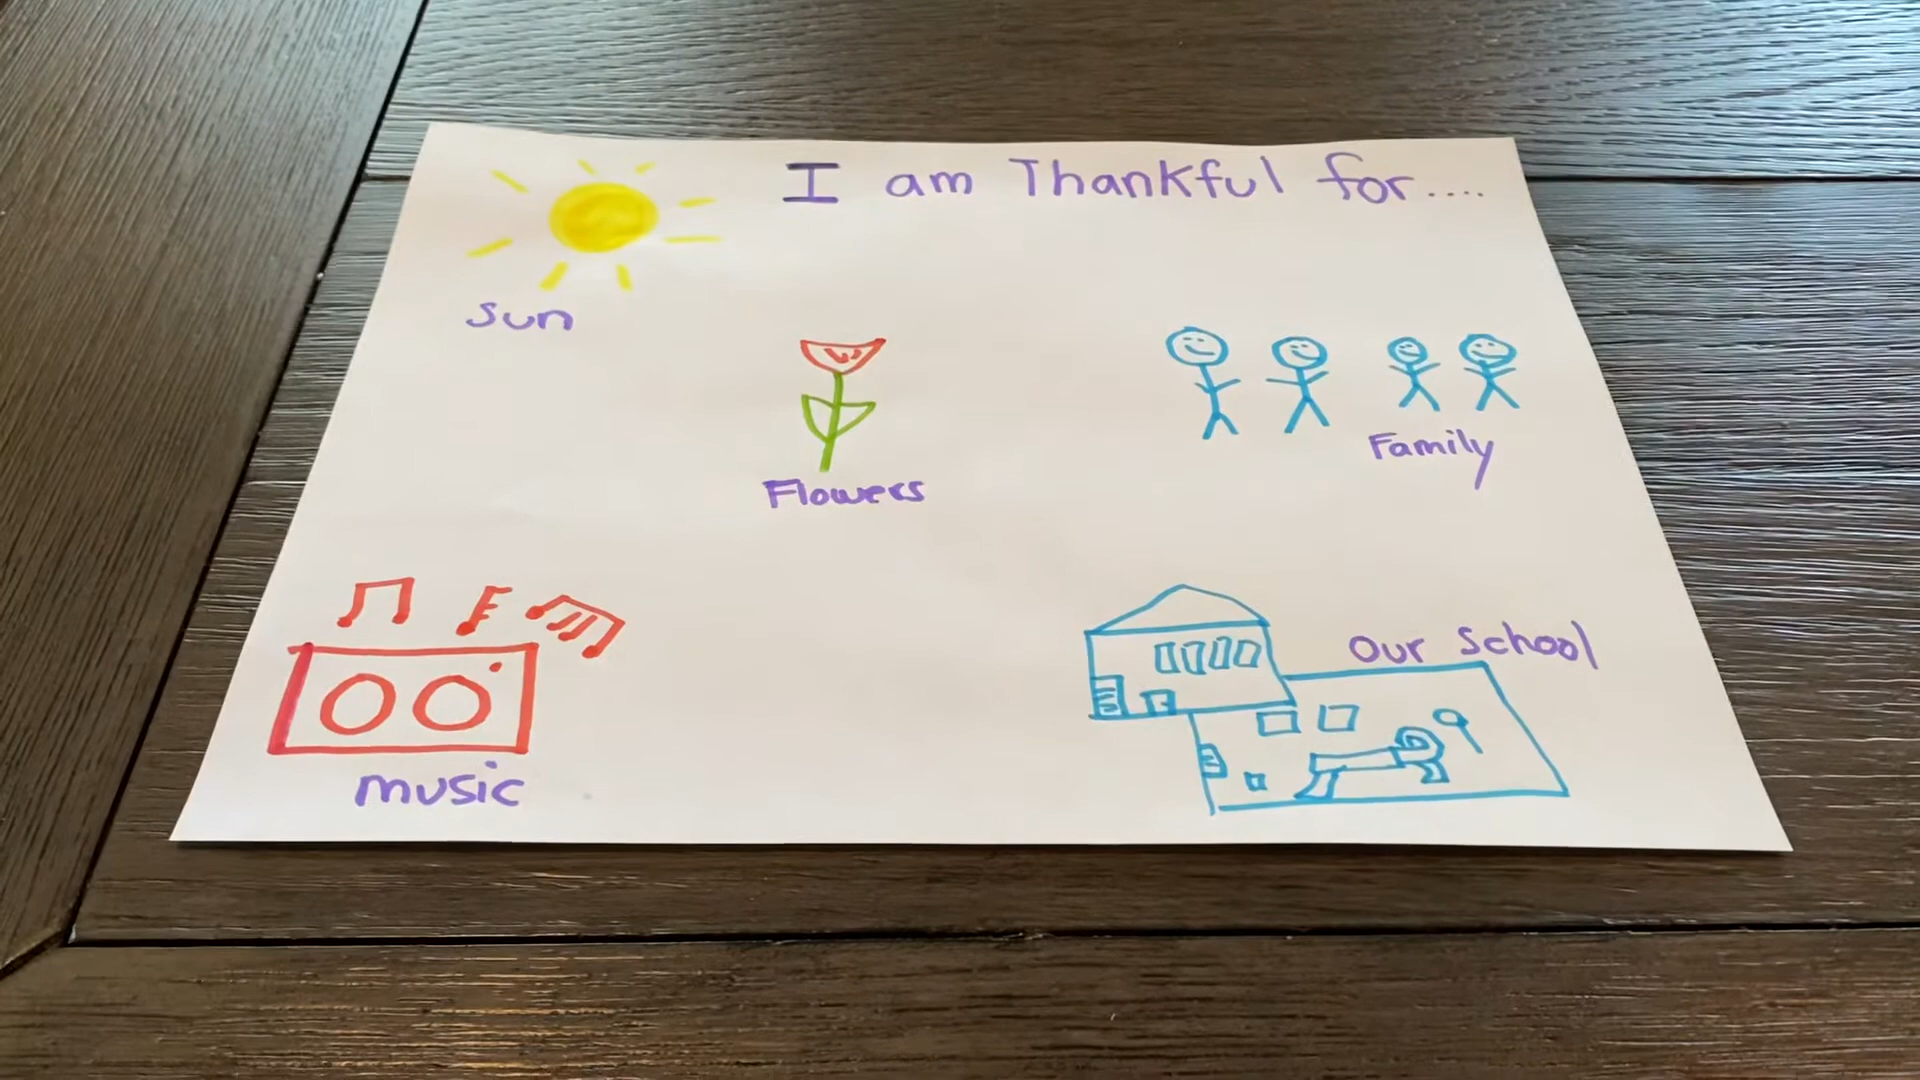 I am Thankful for....
Sun
Flowers
Family
music
Our School